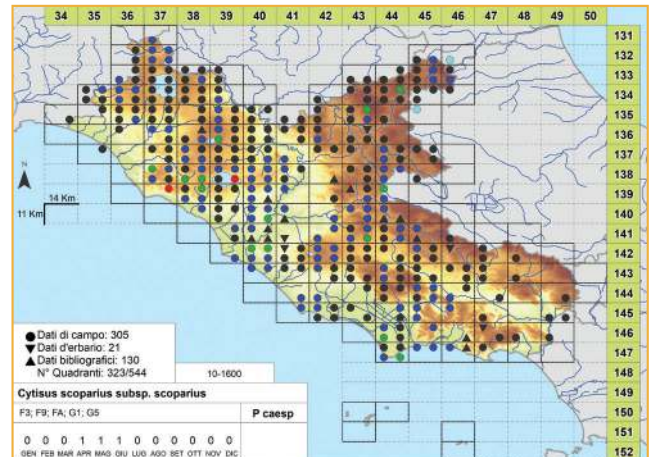 34 35 36 37 38 39 40 41 42 43 44 45 46 47 48 49 50
131
132
133
134
135
136
137
138
139
140
141
142
143
144
145
146
147
148
149
150
151
152
N
14 Km
11 Km
Dati di campo: 305
Dati d'erbario: 21
Dati bibliografici: 130
N° Quadranti: 323/544
10-1600
Cytisus scoparius subsp. scoparius
F3; F9; FA; G1; G5
P caesp
0 0 0 1 1 1 0 0 0 0 0 0
GEN FEB MAR APR MAG GIU LUG AGO SET OTT NOV DIC